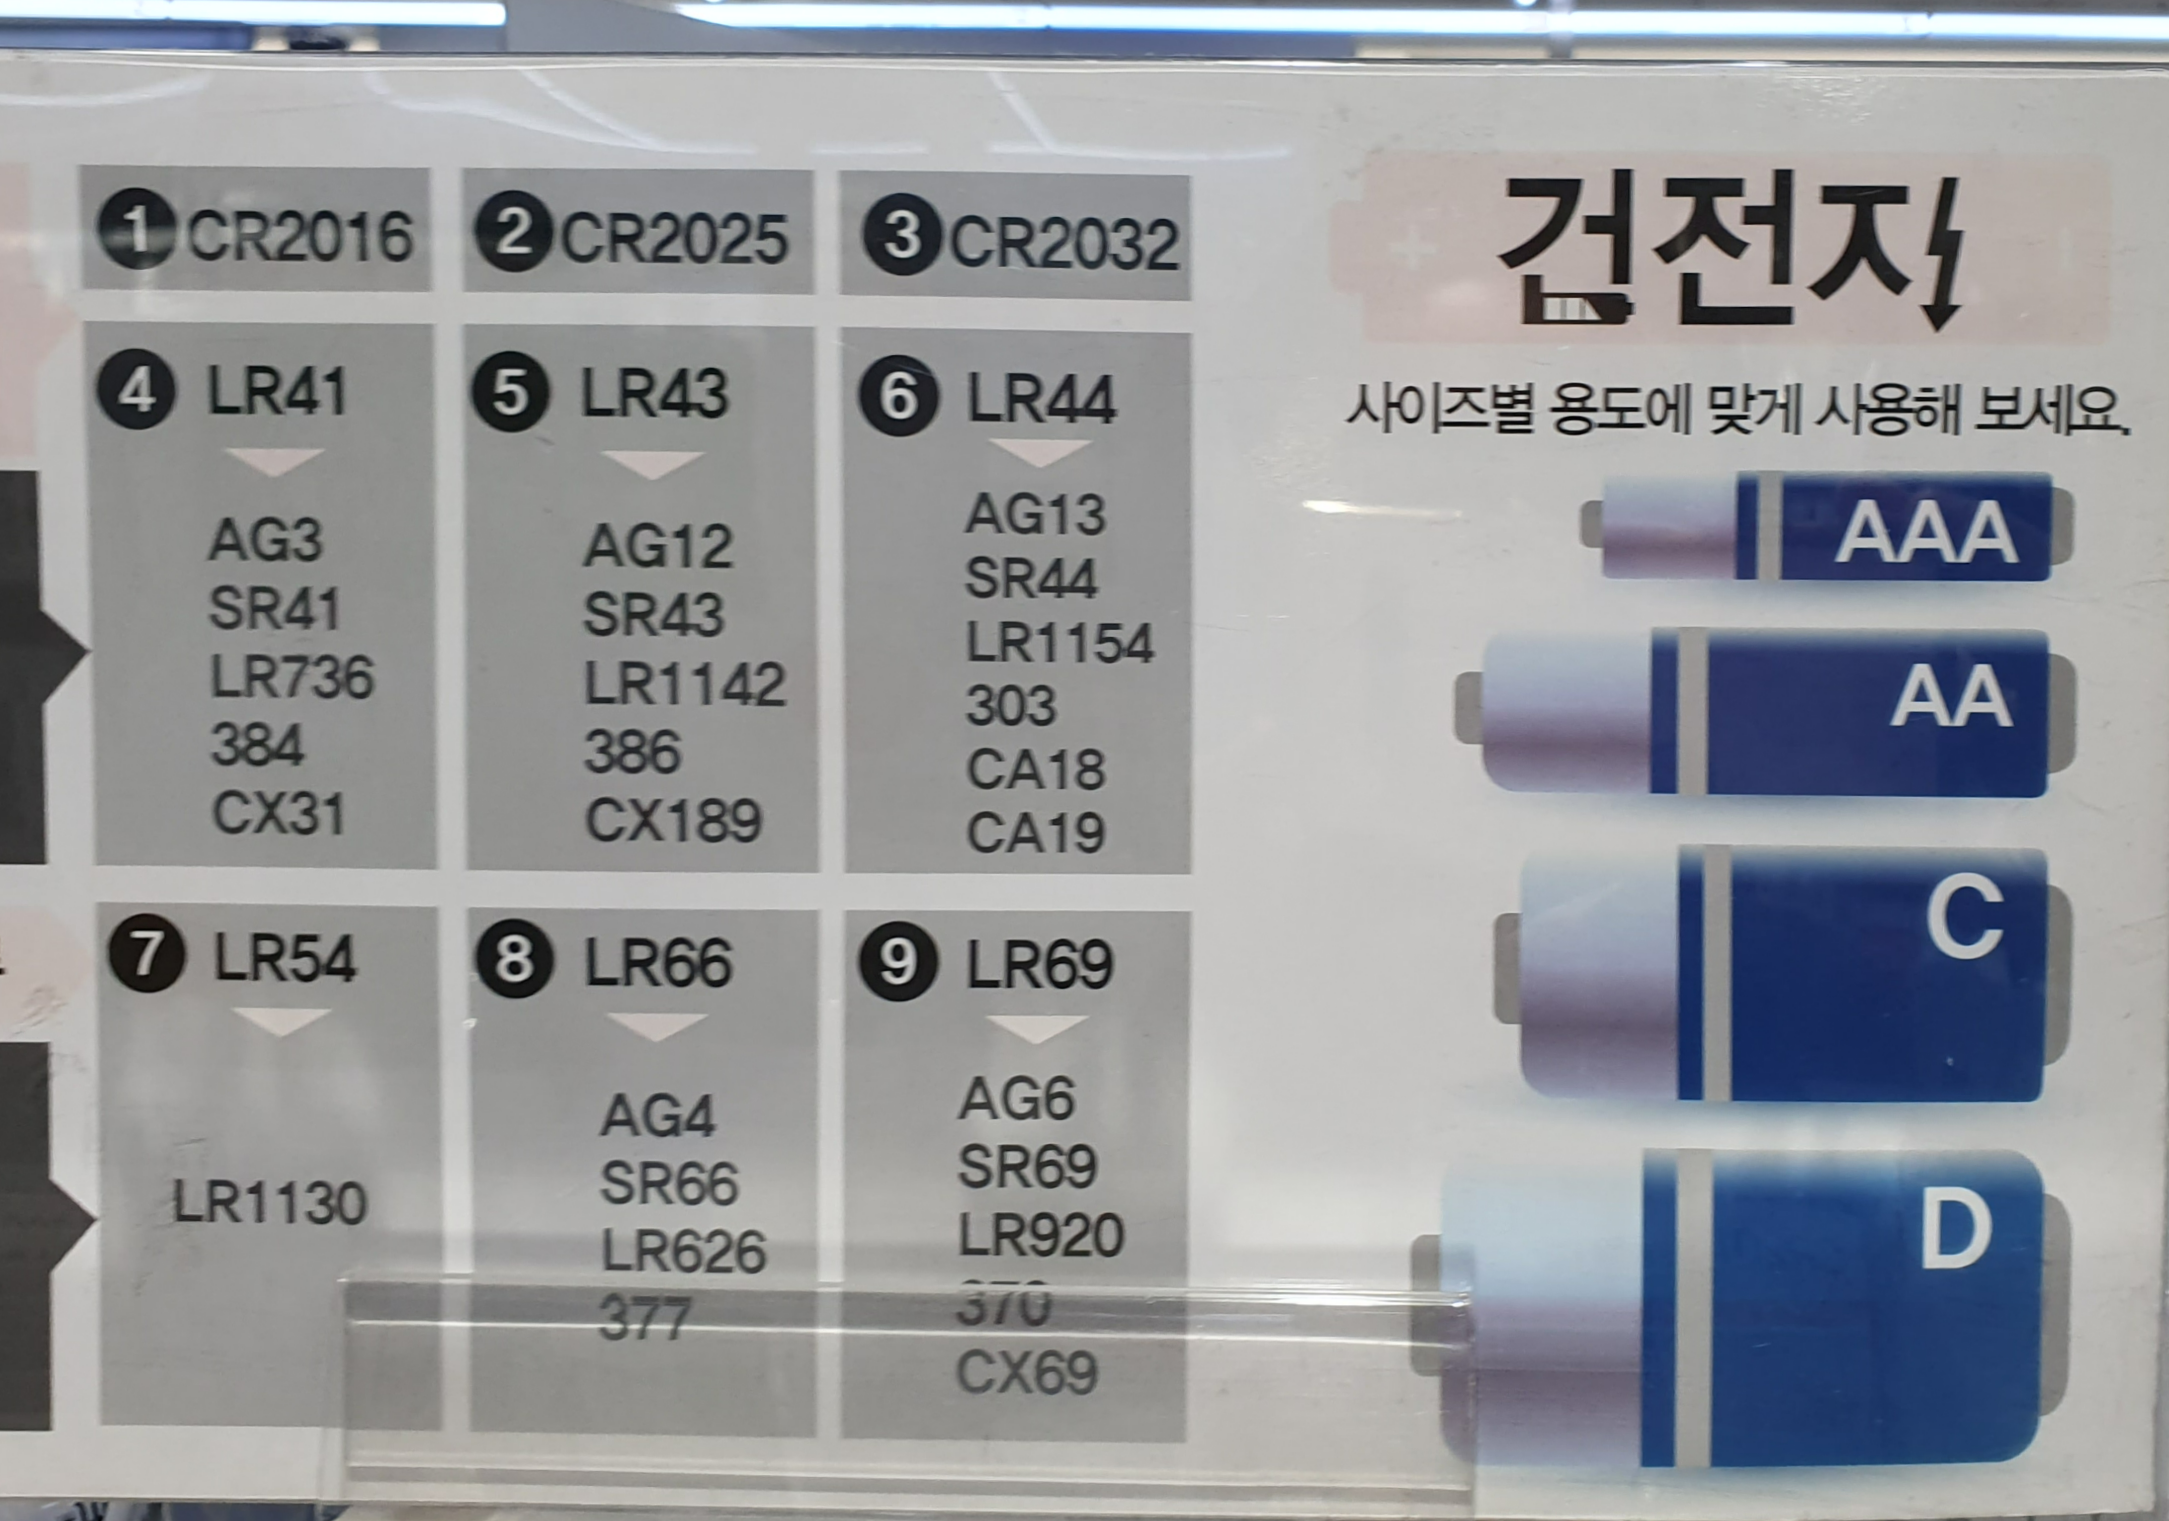 1 CR2016
2 CR2025
3 CR2032
4 LR41
AG3
SR41
LR736
384
CX31
5 LR43
AG12
SR43
LR1142
386
CX189
6 LR44
AG13
SR44
LR1154
303
CA18
CA19
7 LR54
LR1130
8 LR66
AG4
SR66
LR626
377
9 LR69
AG6
SR69
LR920
370
CX69
건전지
사이즈별 용도에 맞게 사용해 보세요.
AAA
AA
C
D